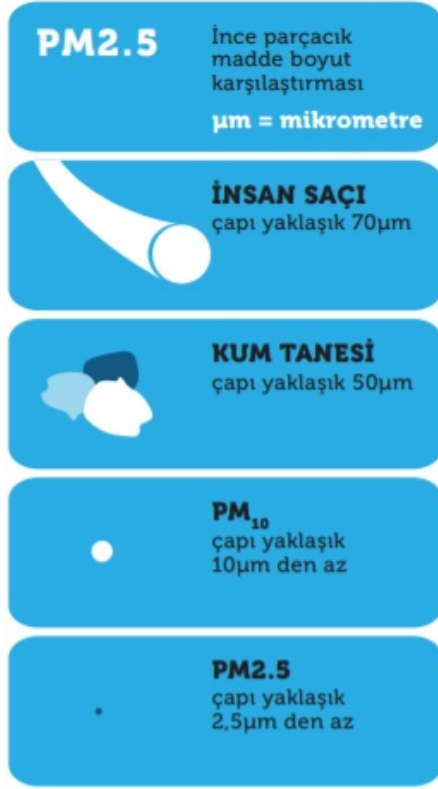 PM2.5
İnce parçacık
madde boyut
karşılaştırması
µm = mikrometre
İNSAN SAÇI
çapı yaklaşık 70µm
KUM TANESİ
çapı yaklaşık 50µm
PM₁₀
çapı yaklaşık
10µm den az
PM2.5
çapı yaklaşık
2,5µm den az